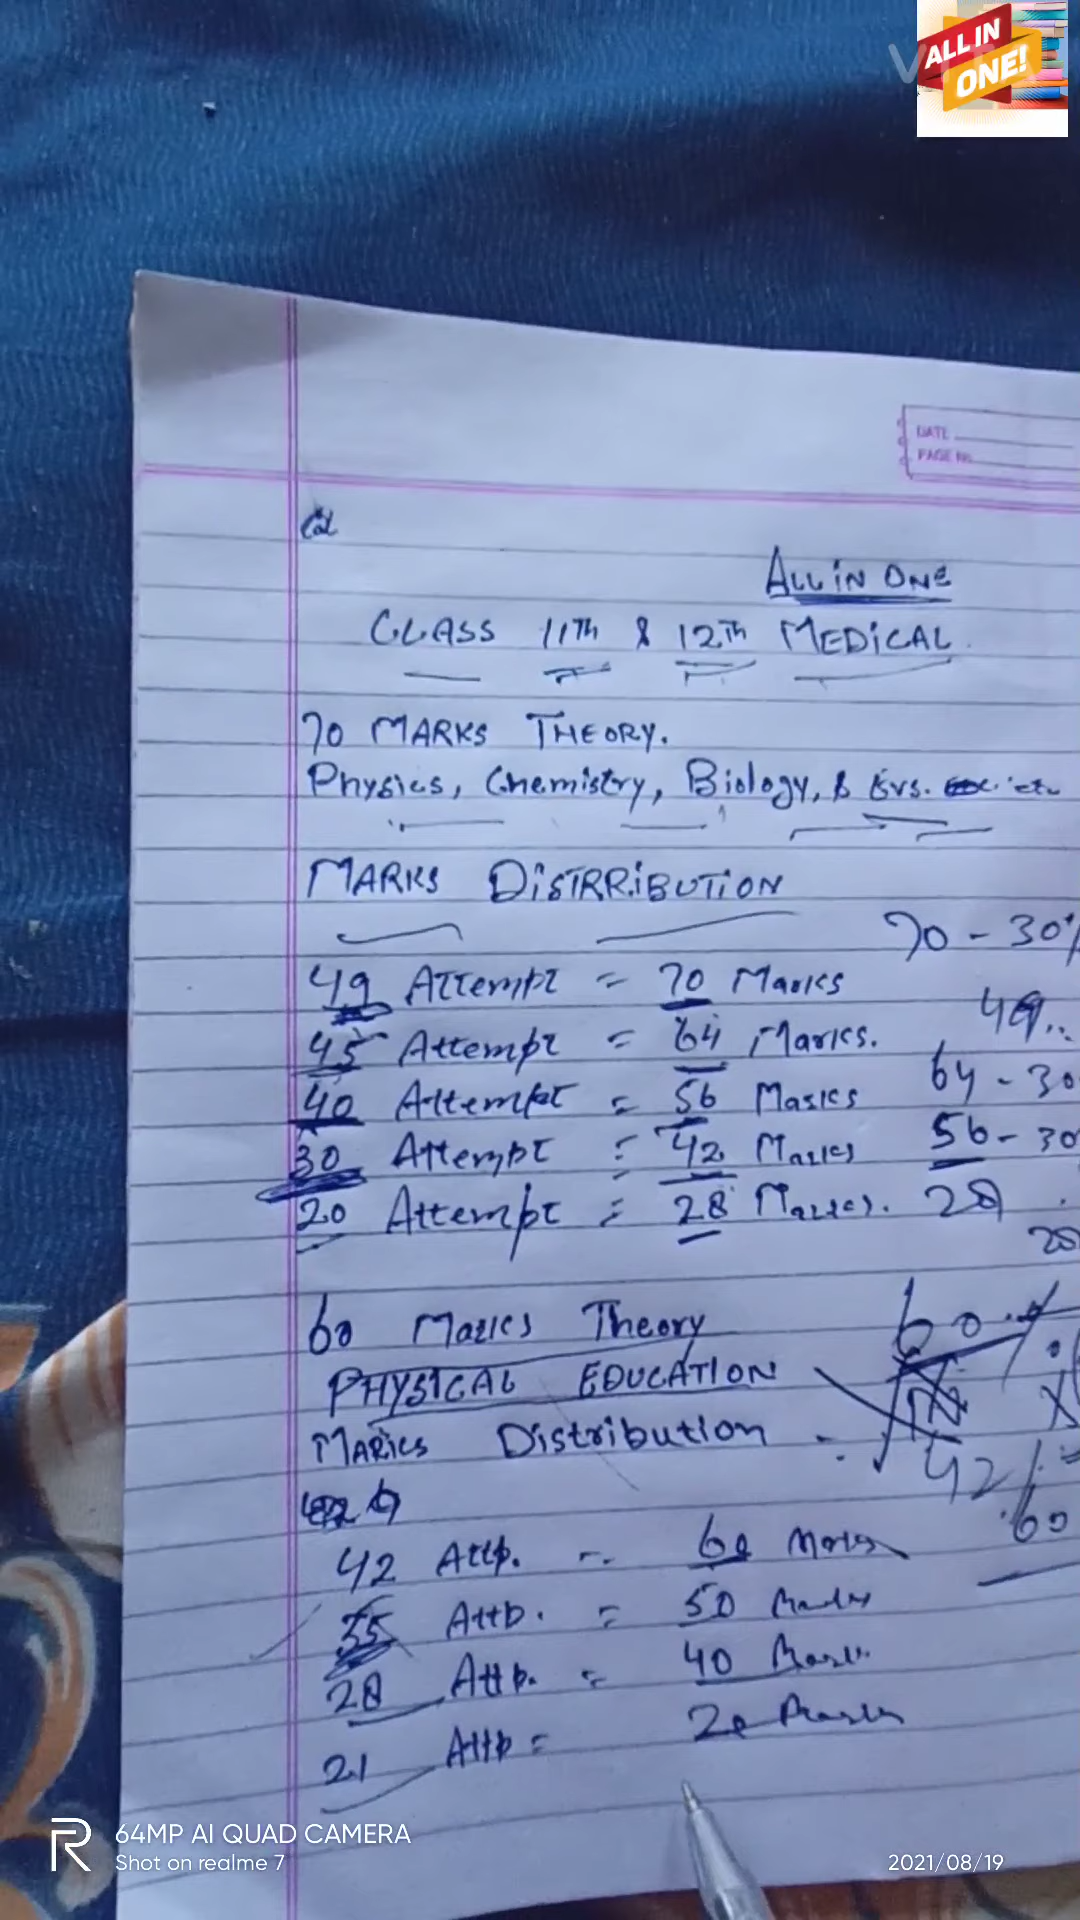 ALL IN
ONE!
DATE
PAGE No.
ALL IN ONE
CLASS 11Th & 12Th MEDICAL
70 MARKS THEORY.
Physics, Chemistry, Biology, & Evs. etc
MARKS DISTRRIBUTION
70 - 30%
49 Attempt = 70 Marks
49..
45 Attempt = 64 Marks.
64 - 30
40 Attempt = 56 Marks
56 - 30
30 Attempt = 42 Marks
20 Attempt = 28 Marks.
28
60 Marks Theory
60
PHYSICAL EDUCATION
Marks Distribution -
42
60
42 Attp. - 60 Marks
35 Attp. = 50 Marks
28 Attp. = 40 Marks
21 Attp = 20 Marks
R
64MP AI QUAD CAMERA
Shot on realme 7
2021/08/19